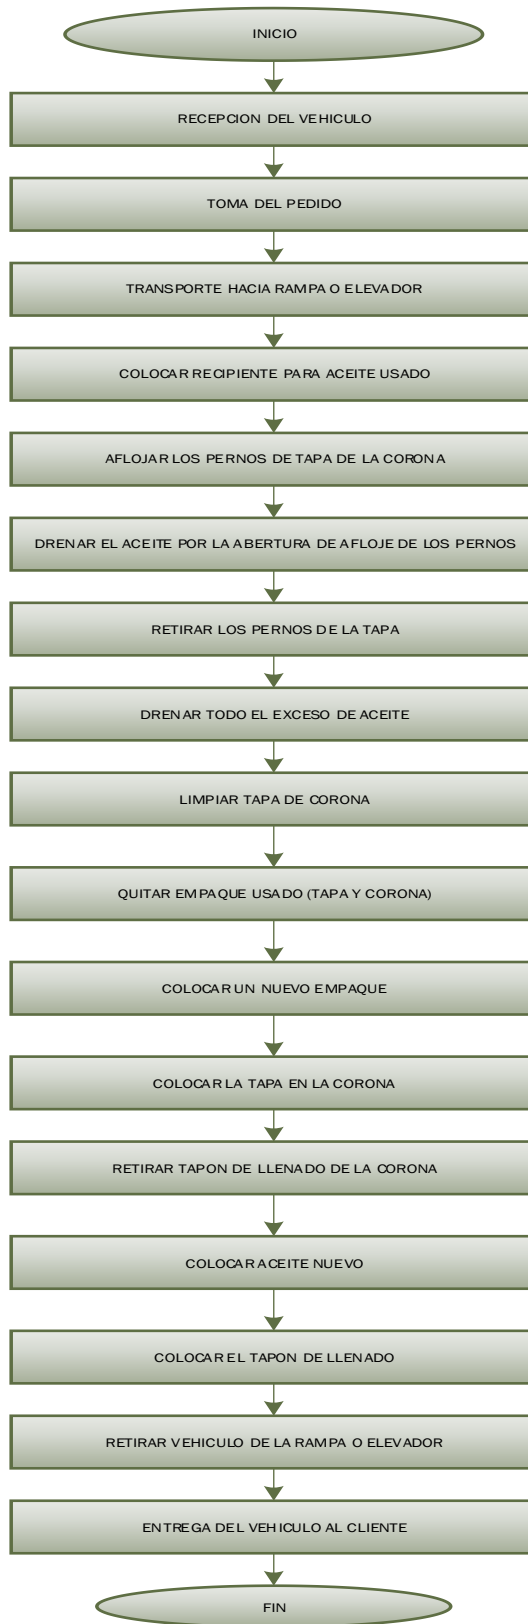 INICIO
RECEPCION DEL VEHICULO
TOMA DEL PEDIDO
TRANSPORTE HACIA RAMPA O ELEVADOR
COLOCAR RECIPIENTE PARA ACEITE USADO
AFLOJAR LOS PERNOS DE TAPA DE LA CORONA
DRENAR EL ACEITE POR LA ABERTURA DE AFLOJE DE LOS PERNOS
RETIRAR LOS PERNOS DE LA TAPA
DRENAR TODO EL EXCESO DE ACEITE
LIMPIAR TAPA DE CORONA
QUITAR EMPAQUE USADO (TAPA Y CORONA)
COLOCAR UN NUEVO EMPAQUE
COLOCAR LA TAPA EN LA CORONA
RETIRAR TAPON DE LLENADO DE LA CORONA
COLOCAR ACEITE NUEVO
COLOCAR EL TAPON DE LLENADO
RETIRAR VEHICULO DE LA RAMPA O ELEVADOR
ENTREGA DEL VEHICULO AL CLIENTE
FIN